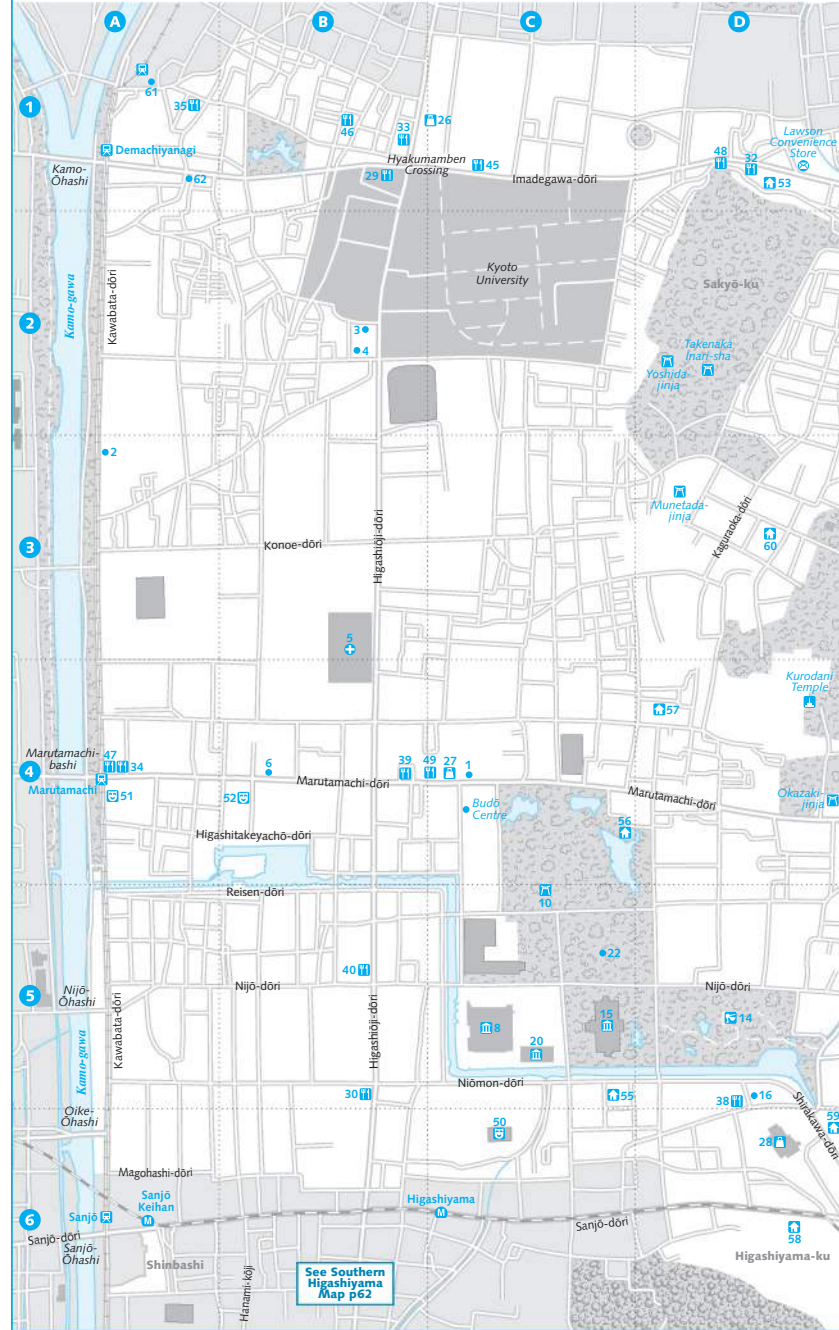 A
B
C
D
1
61
35
46
33
26
Lawson
Convenience
Store
48
32
Demachiyanagi
Kamo-
Ōhashi
Hyakumamben
Crossing
45
29
Imadegawa-dōri
53
62
Kyoto
University
Sakyō-ku
2
Kamo-gawa
Kawabata-dōri
3
4
Takenaka
Inari-sha
Yoshida-
jinja
2
Munetada-
jinja
Kaguraoka-dōri
60
3
Konoe-dōri
Higashiōji-dōri
5
Kurodani
Temple
57
Marutamachi-
bashi
47
34
6
39
49
27
1
4
Marutamachi
Marutamachi-dōri
Marutamachi-dōri
51
52
Budō
Centre
56
Okazaki-
jinja
Higashitakeyachō-dōri
Reisen-dōri
10
22
40
5
Nijō-
Ōhashi
Nijō-dōri
Nijō-dōri
Kawabata-dōri
Higashiōji-dōri
8
15
14
20
Kamo-gawa
Niōmon-dōri
30
55
38
16
Oike-
Ōhashi
50
Shirakawa-dōri
59
28
Magohashi-dōri
Sanjō
Keihan
Higashiyama
6
Sanjō
Sanjō-dōri
Sanjō-dōri
58
Sanjō-
Ōhashi
Shinbashi
Hanami-kōji
Higashiyama-ku
See Southern
Higashiyama
Map p62